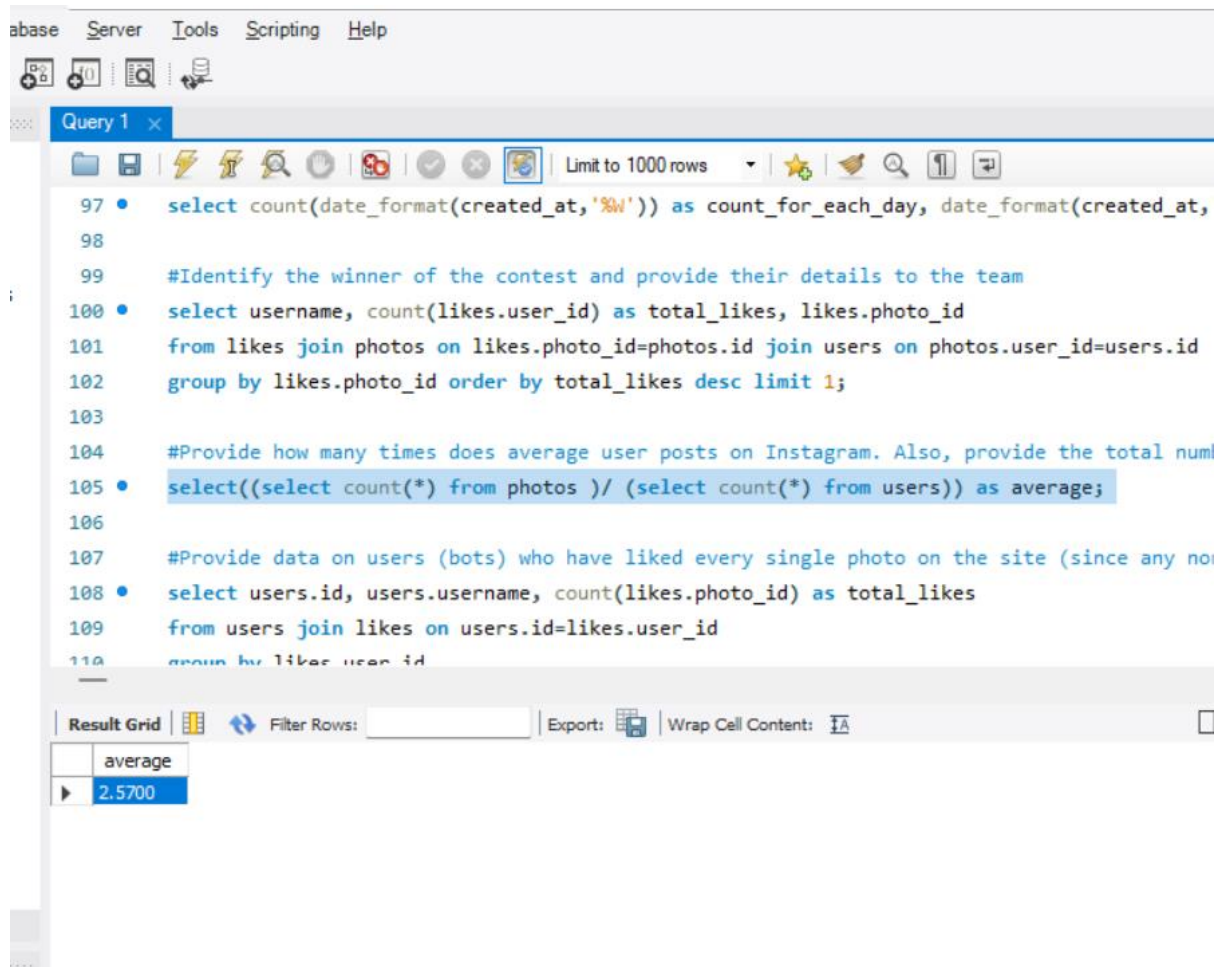 abase Server Tools Scripting Help
Query 1 ×
Limit to 1000 rows
97 select count(date_format(created_at,'%W')) as count_for_each_day, date_format(created_at,
98
99 #Identify the winner of the contest and provide their details to the team
100 select username, count(likes.user_id) as total_likes, likes.photo_id
101 from likes join photos on likes.photo_id=photos.id join users on photos.user_id=users.id
102 group by likes.photo_id order by total_likes desc limit 1;
103
104 #Provide how many times does average user posts on Instagram. Also, provide the total num
105 select((select count(*) from photos )/ (select count(*) from users)) as average;
106
107 #Provide data on users (bots) who have liked every single photo on the site (since any no
108 select users.id, users.username, count(likes.photo_id) as total_likes
109 from users join likes on users.id=likes.user_id
110 group by likes.user_id
Result Grid Filter Rows: Export: Wrap Cell Content:
average
2.5700